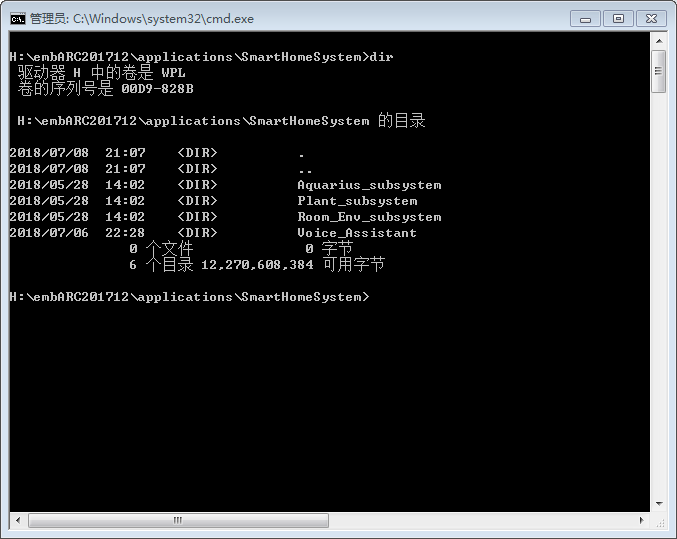 管理员: C:\Windows\system32\cmd.exe
H:\embARC201712\applications\SmartHomeSystem>dir
驱动器 H 中的卷是 WPL
卷的序列号是 00D9-828B
H:\embARC201712\applications\SmartHomeSystem 的目录
2018/07/08  21:07    <DIR>          .
2018/07/08  21:07    <DIR>          ..
2018/05/28  14:02    <DIR>          Aquarius_subsystem
2018/05/28  14:02    <DIR>          Plant_subsystem
2018/05/28  14:02    <DIR>          Room_Env_subsystem
2018/07/06  22:28    <DIR>          Voice_Assistant
0 个文件              0 字节
6 个目录 12,270,608,384 可用字节
H:\embARC201712\applications\SmartHomeSystem>